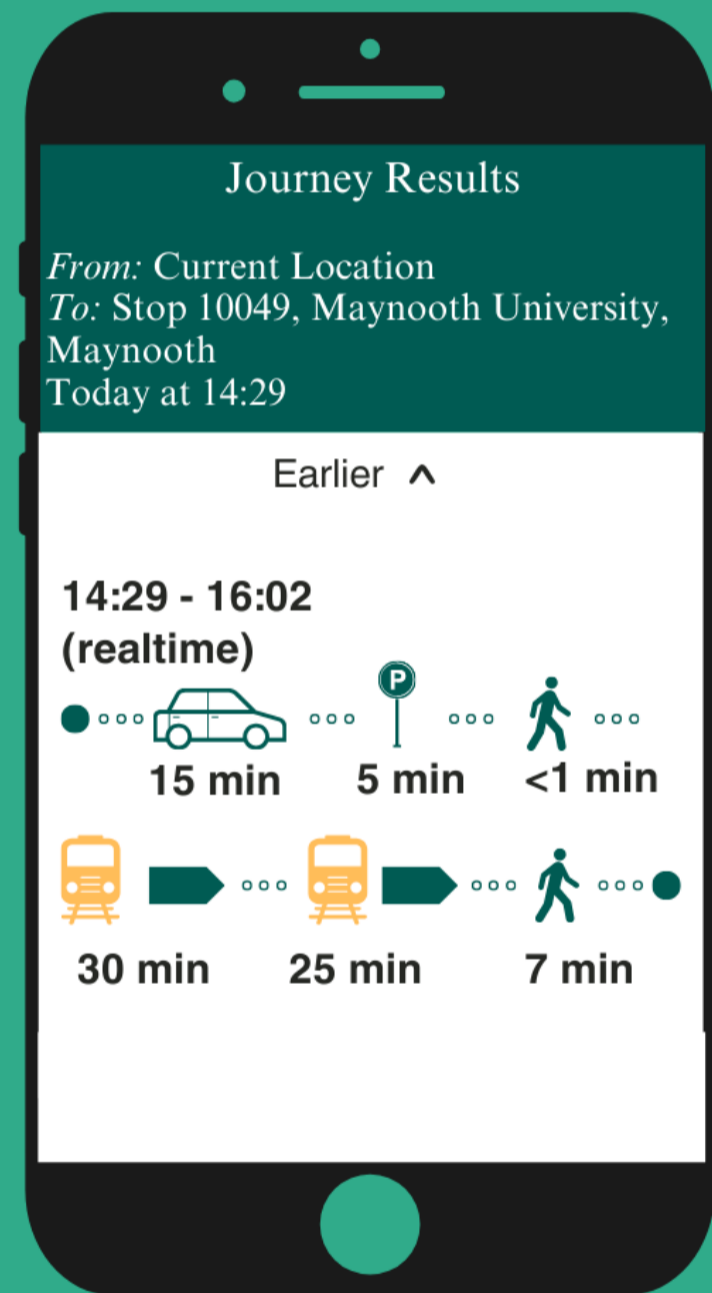 Journey Results
From: Current Location
To: Stop 10049, Maynooth University,
Maynooth
Today at 14:29
Earlier
14:29 - 16:02
(realtime)
P
15 min 5 min <1 min
30 min 25 min 7 min